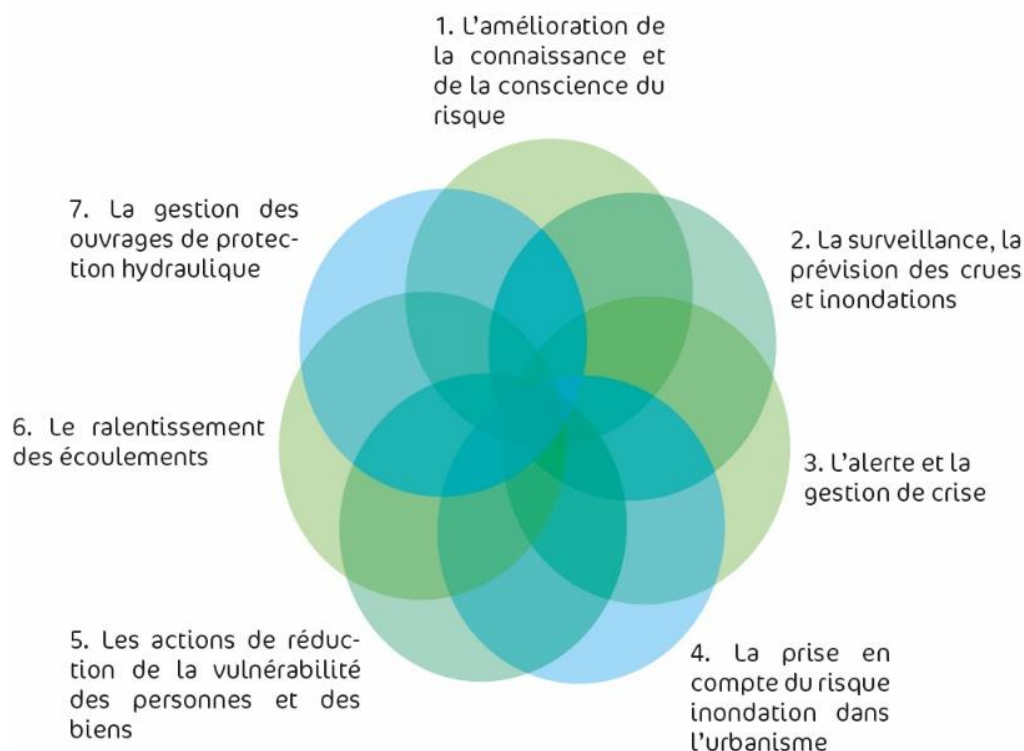 1. L'amélioration de
la connaissance et
de la conscience du
risque
2. La surveillance, la
prévision des crues
et inondations
3. L'alerte et la
gestion de crise
4. La prise en
compte du risque
inondation dans
l'urbanisme
5. Les actions de réduc-
tion de la vulnérabilité
des personnes et des
biens
6. Le ralentissement
des écoulements
7. La gestion des
ouvrages de protec-
tion hydraulique